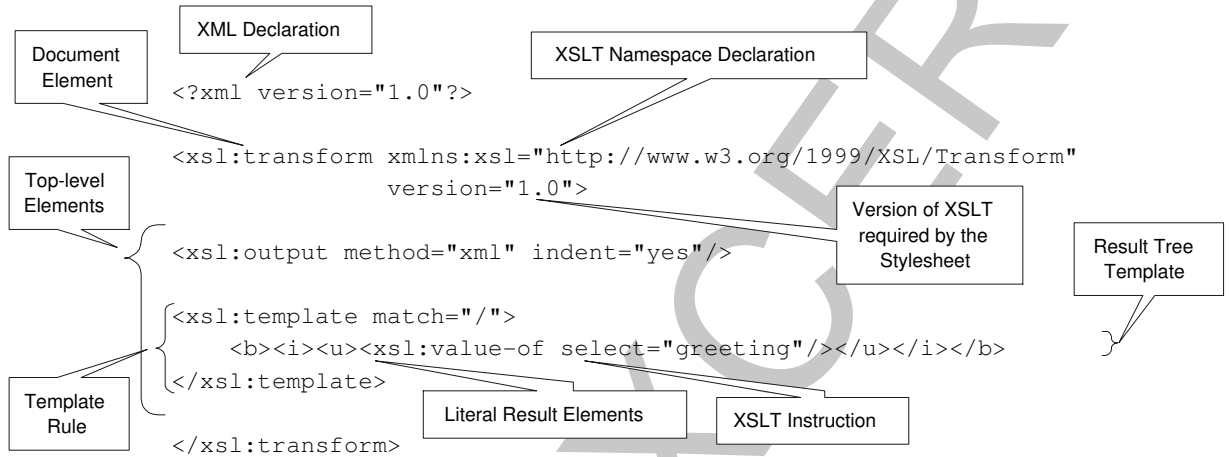 XML Declaration
Document
Element
XSLT Namespace Declaration
<?xml version="1.0"?>
<xsl:transform xmlns:xsl="http://www.w3.org/1999/XSL/Transform"
version="1.0">
Top-level
Elements
Version of XSLT
required by the
Stylesheet
<xsl:output method="xml" indent="yes"/>
Result Tree
Template
<xsl:template match="/">
<b><i><u><xsl:value-of select="greeting"/></u></i></b>
</xsl:template>
Template
Rule
Literal Result Elements
XSLT Instruction
</xsl:transform>
XCER